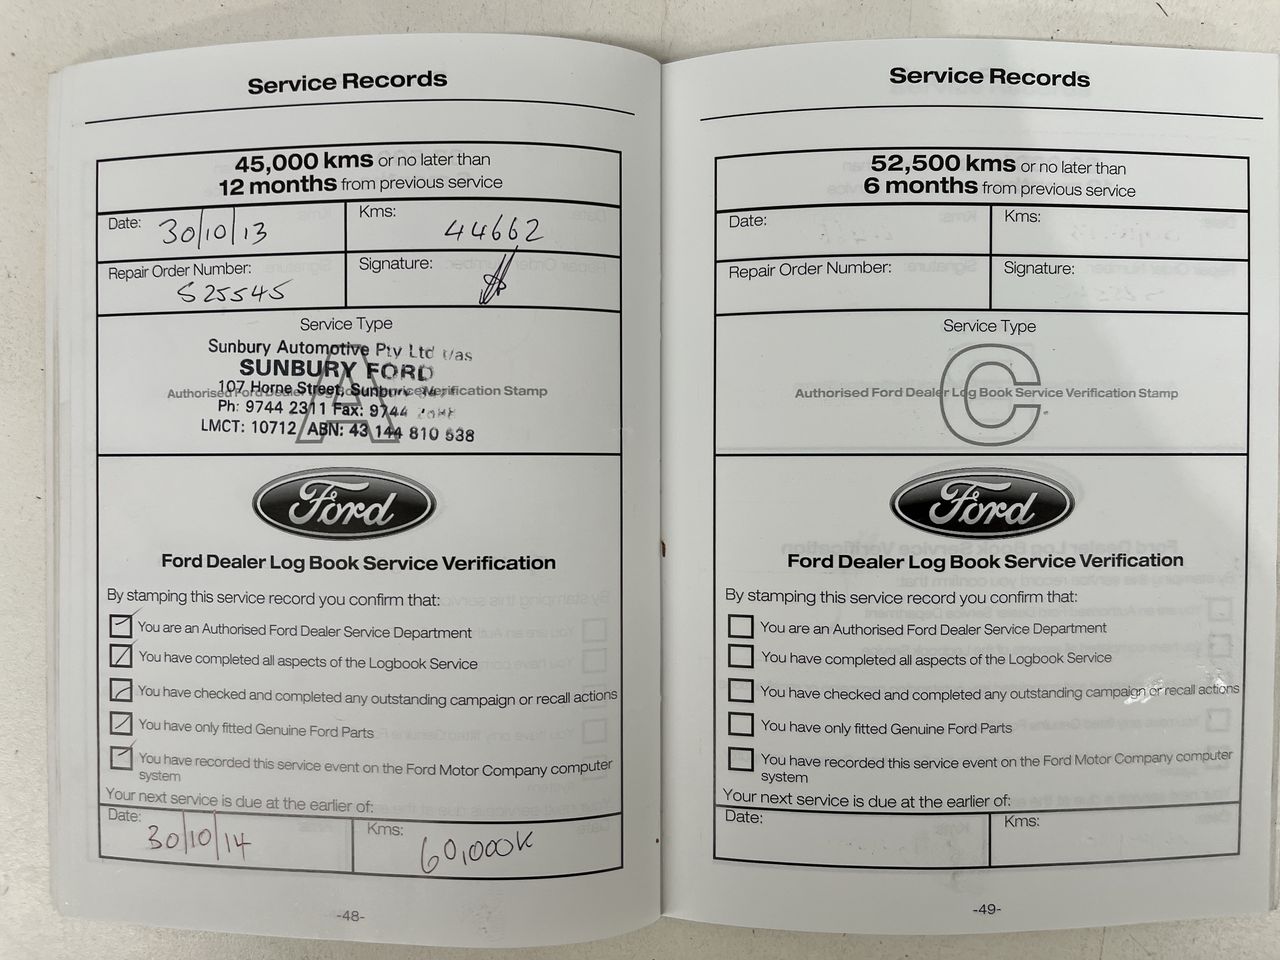 Service Records
45,000 kms or no later than
12 months from previous service
Date: 30/10/13
Kms: 44662
Repair Order Number: S25545
Signature:
Service Type
A
Sunbury Automotive Pty Ltd t/as
SUNBURY FORD
107 Horne Street, Sunbury
Authorised Ford Dealer Log Book Service Verification Stamp
Ph: 9744 2311 Fax: 9744
LMCT: 10712 ABN: 43 144 810 538
Ford
Ford Dealer Log Book Service Verification
By stamping this service record you confirm that:
You are an Authorised Ford Dealer Service Department
You have completed all aspects of the Logbook Service
You have checked and completed any outstanding campaign or recall actions
You have only fitted Genuine Ford Parts
You have recorded this service event on the Ford Motor Company computer
system
Your next service is due at the earlier of:
Date: 30/10/14
Kms: 60,000K
-48-
Service Records
52,500 kms or no later than
6 months from previous service
Date:
Kms:
Repair Order Number:
Signature:
Service Type
C
Authorised Ford Dealer Log Book Service Verification Stamp
Ford
Ford Dealer Log Book Service Verification
By stamping this service record you confirm that:
You are an Authorised Ford Dealer Service Department
You have completed all aspects of the Logbook Service
You have checked and completed any outstanding campaign or recall actions
You have only fitted Genuine Ford Parts
You have recorded this service event on the Ford Motor Company computer
system
Your next service is due at the earlier of:
Date:
Kms:
-49-